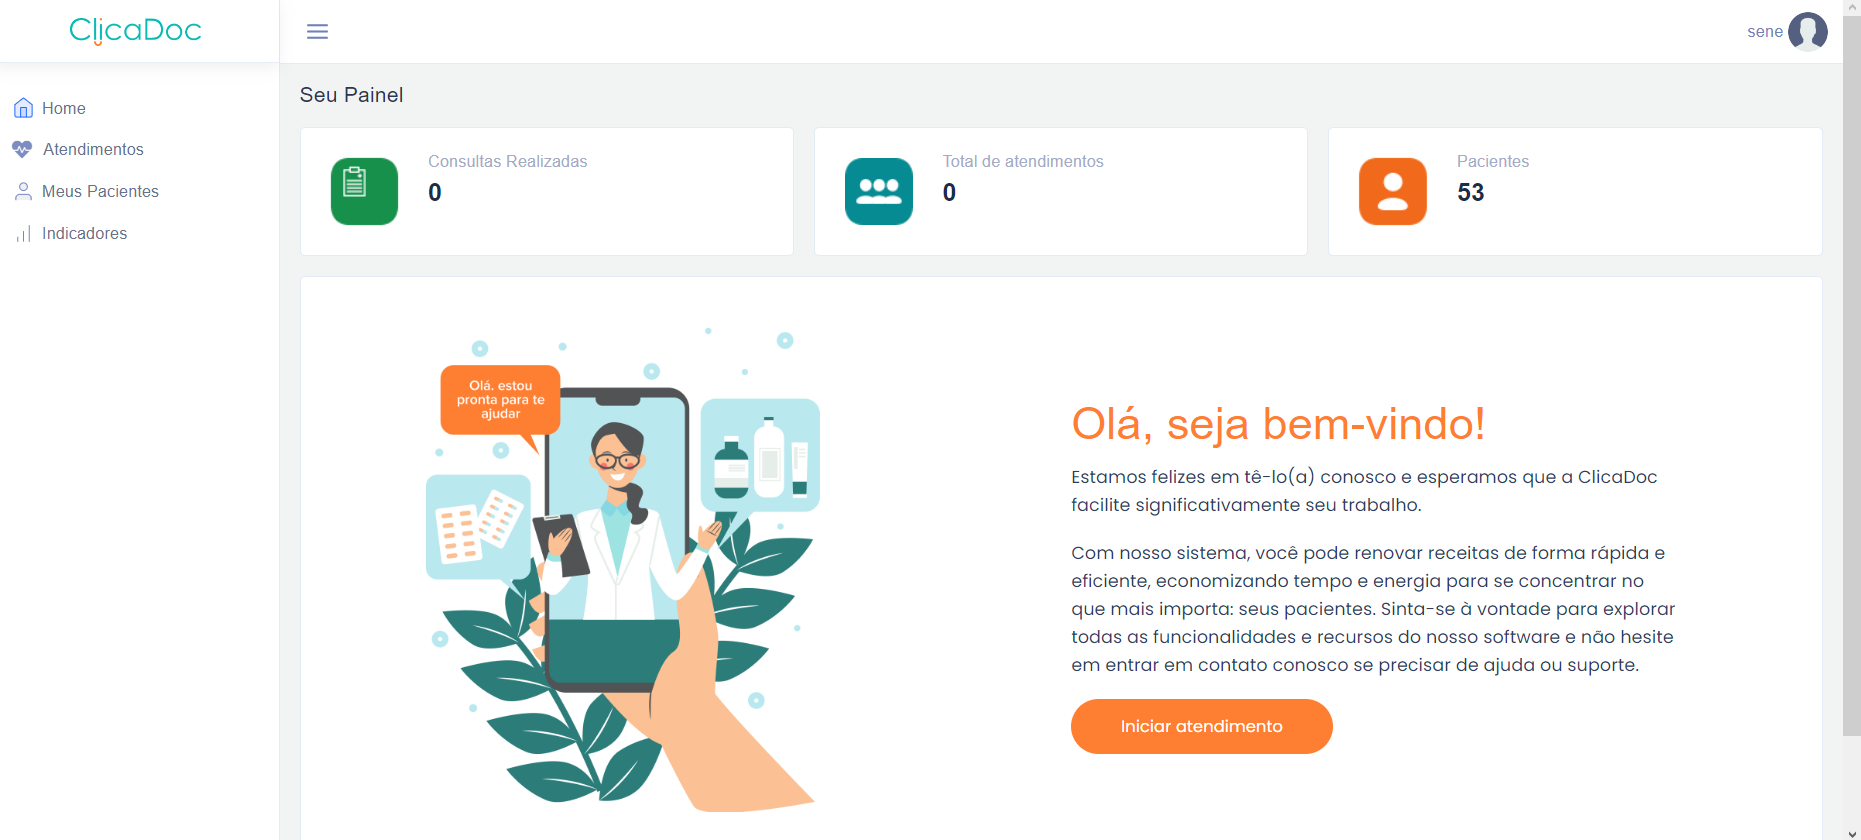 ClicaDoc
sene
Home
Atendimentos
Meus Pacientes
Indicadores
Seu Painel
Consultas Realizadas
0
Total de atendimentos
0
Pacientes
53
Olá. estou
pronta para te
ajudar
Olá, seja bem-vindo!
Estamos felizes em tê-lo(a) conosco e esperamos que a ClicaDoc
facilite significativamente seu trabalho.
Com nosso sistema, você pode renovar receitas de forma rápida e
eficiente, economizando tempo e energia para se concentrar no
que mais importa: seus pacientes. Sinta-se à vontade para explorar
todas as funcionalidades e recursos do nosso software e não hesite
em entrar em contato conosco se precisar de ajuda ou suporte.
Iniciar atendimento